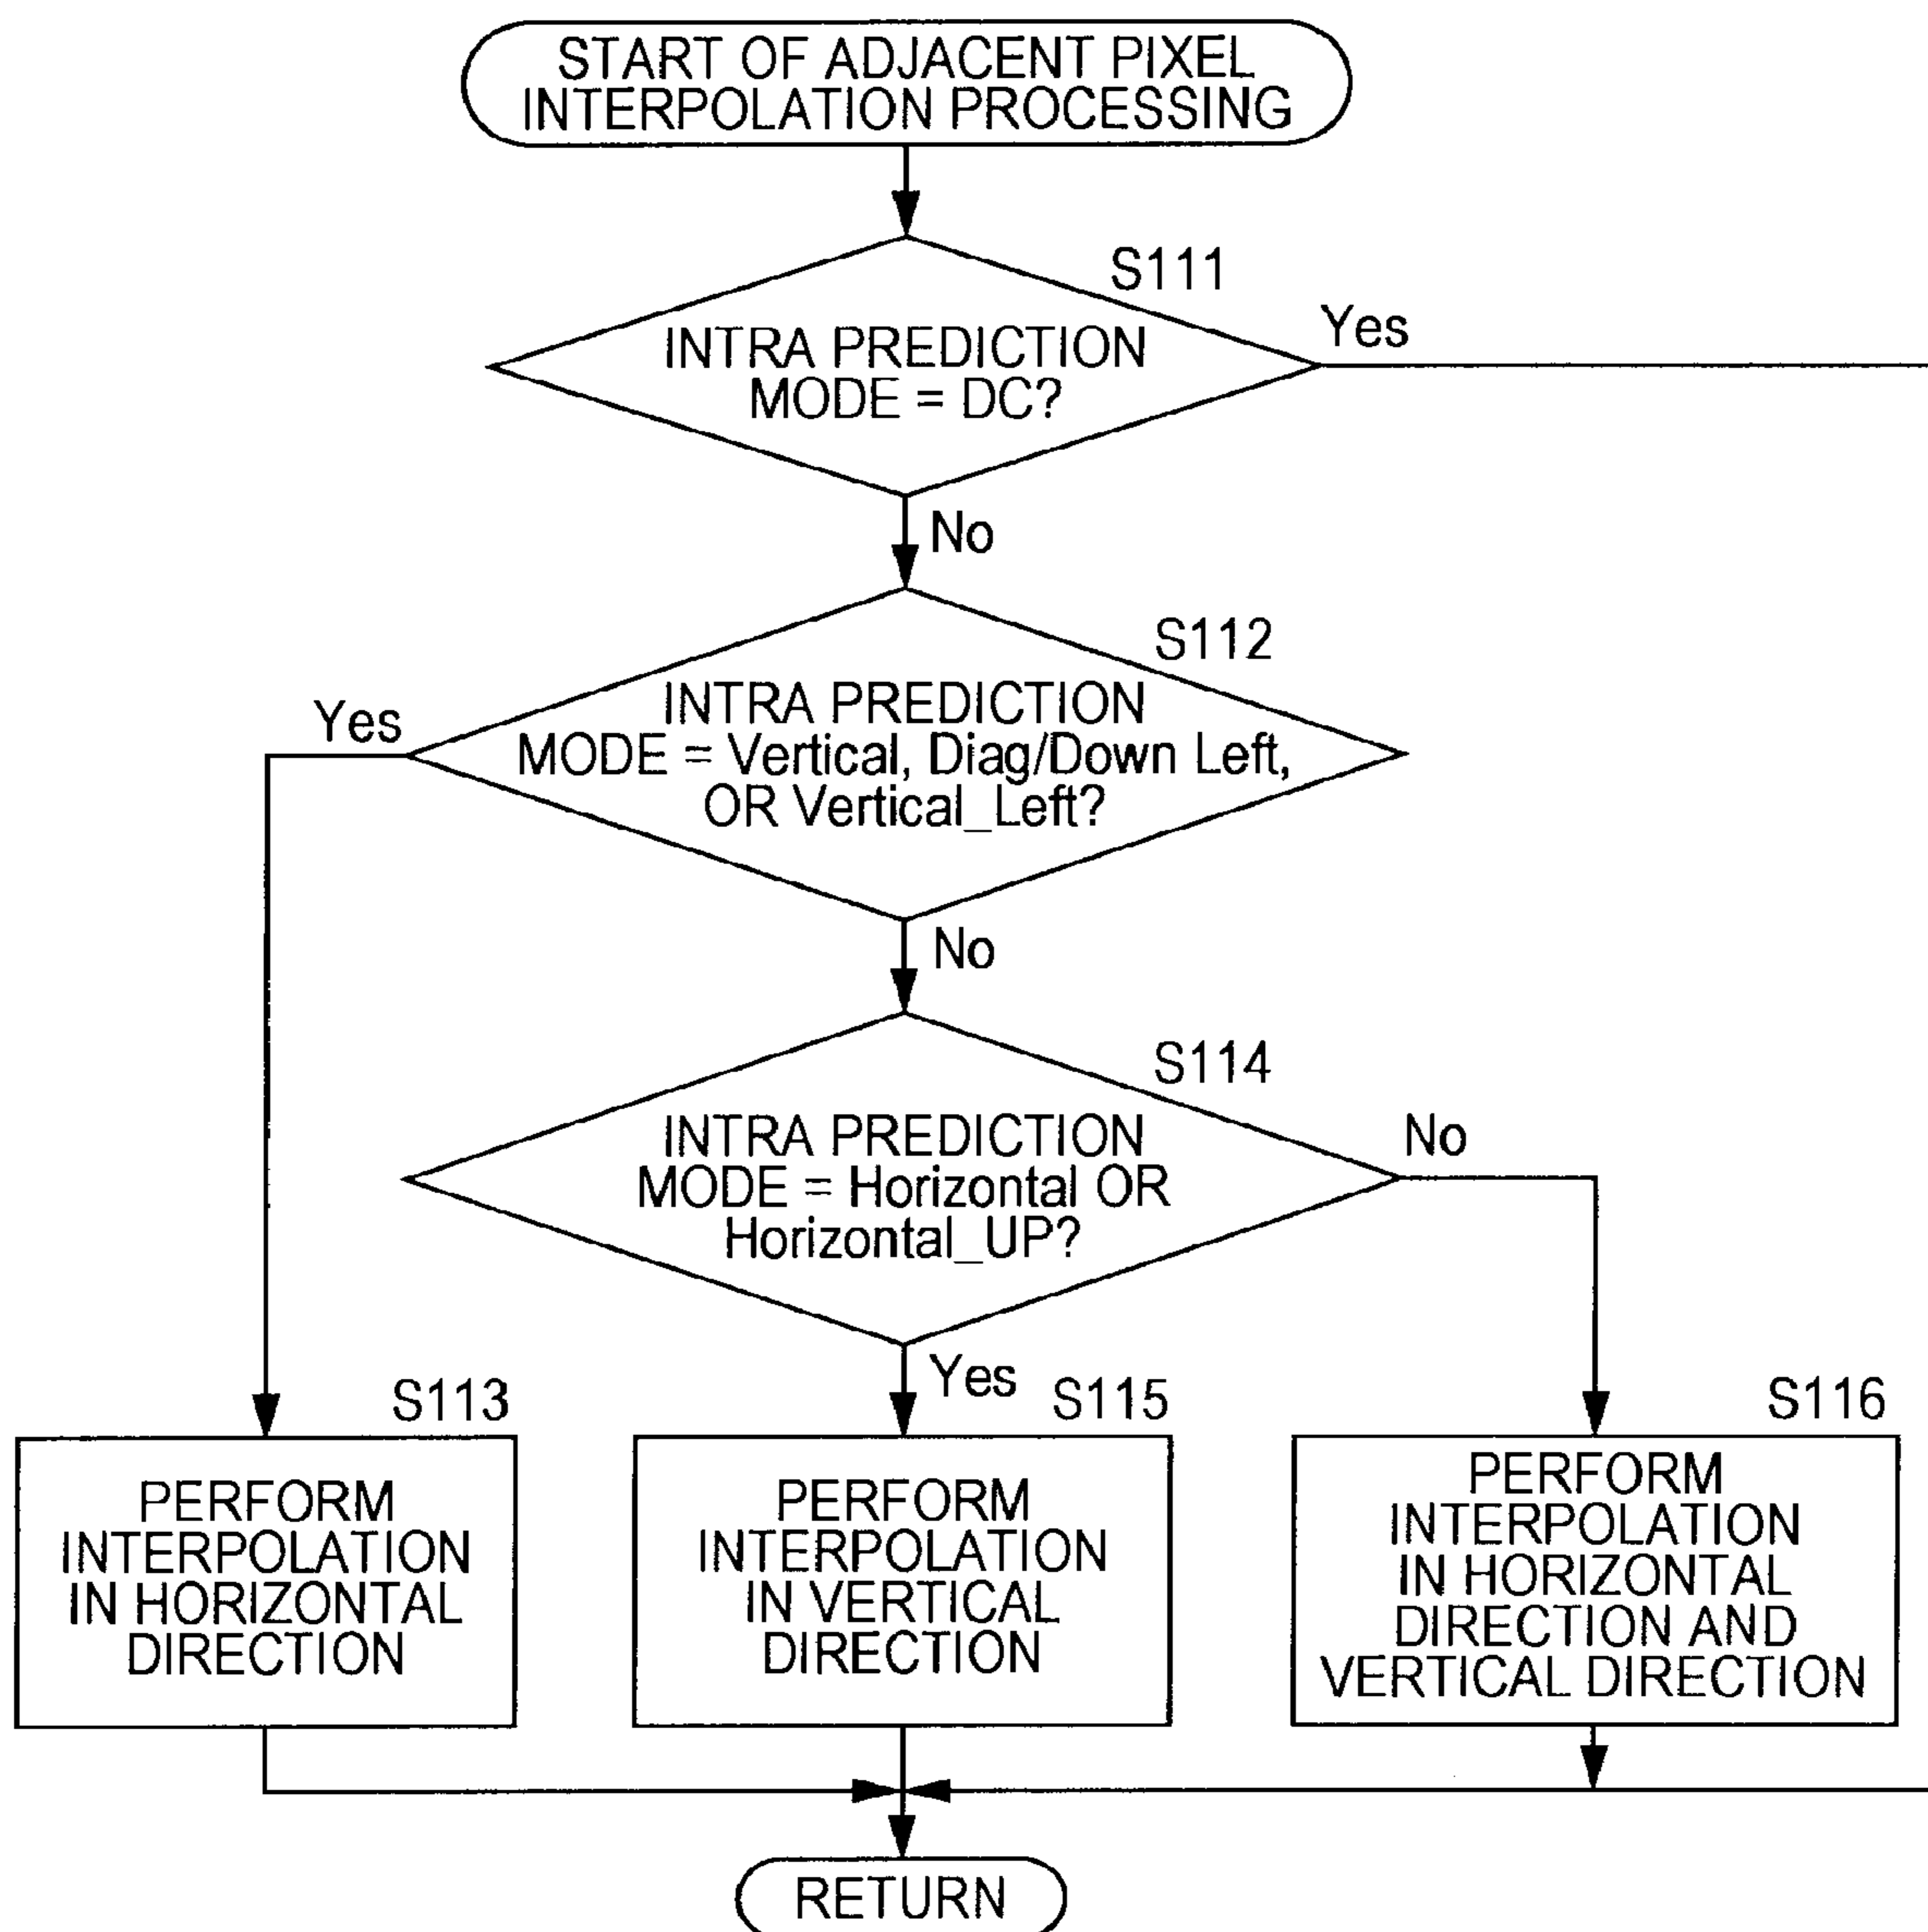 START OF ADJACENT PIXEL
INTERPOLATION PROCESSING
S111
INTRA PREDICTION
MODE = DC?
Yes
No
S112
INTRA PREDICTION
MODE = Vertical, Diag/Down Left,
OR Vertical_Left?
Yes
No
S114
INTRA PREDICTION
MODE = Horizontal OR
Horizontal_UP?
No
Yes
S113
PERFORM
INTERPOLATION
IN HORIZONTAL
DIRECTION
S115
PERFORM
INTERPOLATION
IN VERTICAL
DIRECTION
S116
PERFORM
INTERPOLATION
IN HORIZONTAL
DIRECTION AND
VERTICAL DIRECTION
RETURN